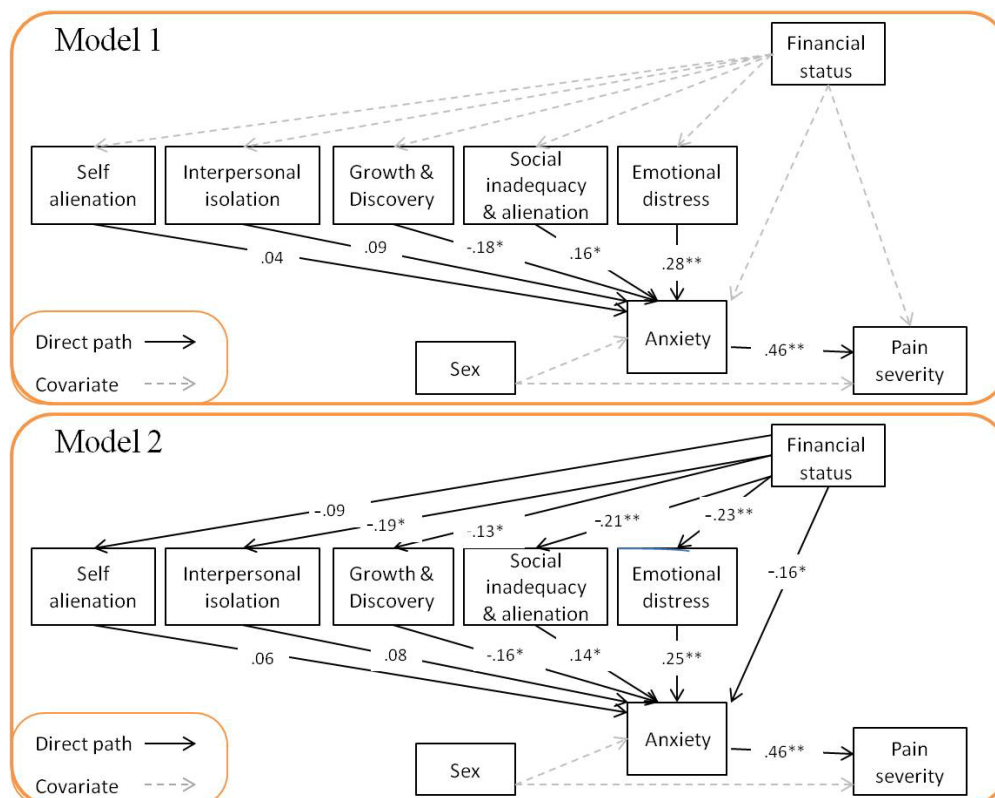 Model 1
Financial
status
Self
alienation
Interpersonal
isolation
Growth &
Discovery
Social
inadequacy
& alienation
Emotional
distress
.04
.09
-.18*
.16*
.28**
Direct path
Covariate
Sex
Anxiety
.46**
Pain
severity
Model 2
Financial
status
-.09
-.19*
-.13*
-.21**
-.23**
-.16*
Self
alienation
Interpersonal
isolation
Growth &
Discovery
Social
inadequacy
& alienation
Emotional
distress
.06
.08
-.16*
.14*
.25**
Direct path
Covariate
Sex
Anxiety
.46**
Pain
severity